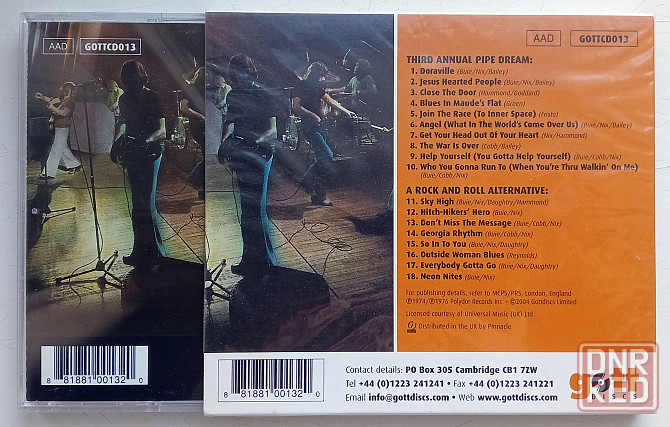 AAD GOTTCD013
8 81881 00132 0
AAD GOTTCD013
THIRD ANNUAL PIPE DREAM:
1. Doraville (Buie/Nix/Bailey)
2. Jesus Hearted People (Buie/Nix/Bailey)
3. Close The Door (Hammond/Goddard)
4. Blues In Maude's Flat (Green)
5. Join The Race (To Inner Space) (Fristo)
6. Angel (What In The World's Come Over Us) (Buie/Nix/Bailey)
7. Get Your Head Out Of Your Heart (Nix/Hammond)
8. The War Is Over (Cobb/Bailey)
9. Help Yourself (You Gotta Help Yourself) (Buie/Cobb/Nix)
10. Who You Gonna Run To (When You're Thru Walkin' On Me)
(Buie/Cobb/Nix)
A ROCK AND ROLL ALTERNATIVE:
11. Sky High (Buie/Nix/Daughtry/Hammond)
12. Hitch-Hikers' Hero (Buie/Nix)
13. Don't Miss The Message (Buie/Cobb/Nix)
14. Georgia Rhythm (Buie/Cobb/Nix)
15. So In To You (Buie/Nix/Daughtry)
16. Outside Woman Blues (Reynolds)
17. Everybody Gotta Go (Buie/Nix/Daughtry)
18. Neon Nites (Boie/Nix)
For publishing details, refer to MCPS/PRS, London, England
℗1974/℗1976 Polydor Records Inc. - ©2004 Gottdiscs Limited
Licensed courtesy of Universal Music (UK) Ltd
Distributed in the UK by Pinnacle
8 81881 00132 0
Contact details: PO Box 305 Cambridge CB1 7ZW
Tel +44 (0)1223 241241 • Fax +44 (0)1223 241221
Email info@gottdiscs.com • Web www.gottdiscs.com
gott
DISCS
DNR
RED